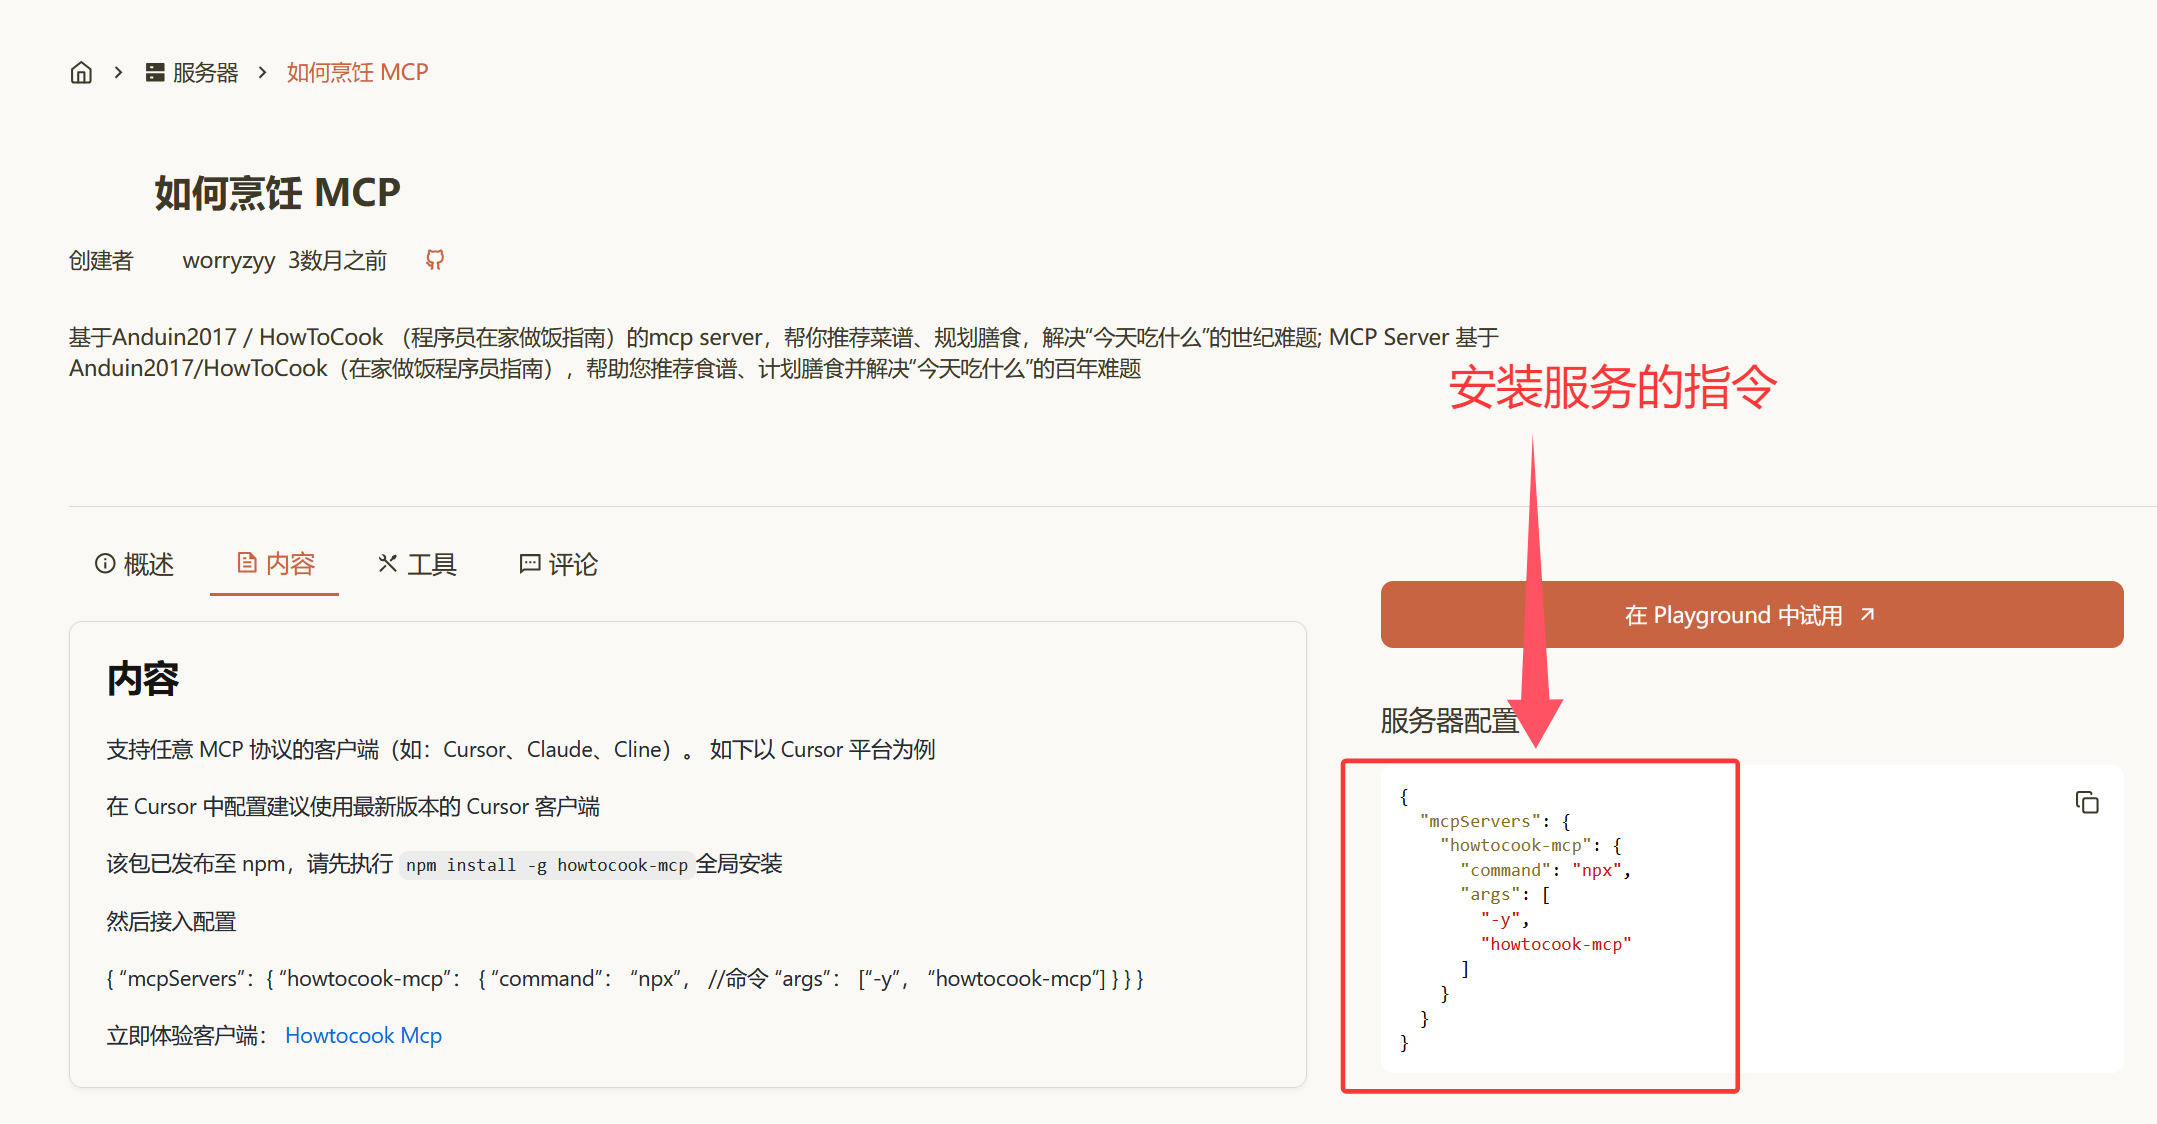 服务器 如何烹饪 MCP
如何烹饪 MCP
创建者 worryzyy 3数月之前
基于Anduin2017 / HowToCook （程序员在家做饭指南）的mcp server，帮你推荐菜谱、规划膳食，解决“今天吃什么”的世纪难题; MCP Server 基于
Anduin2017/HowToCook（在家做饭程序员指南），帮助您推荐食谱、计划膳食并解决“今天吃什么”的百年难题
安装服务的指令
概述 内容 工具 评论
内容
支持任意 MCP 协议的客户端（如：Cursor、Claude、Cline）。 如下以 Cursor 平台为例
在 Cursor 中配置建议使用最新版本的 Cursor 客户端
该包已发布至 npm，请先执行 npm install -g howtocook-mcp 全局安装
然后接入配置
{ “mcpServers”：{ “howtocook-mcp”： { “command”： “npx”， //命令 “args”： [“-y”， “howtocook-mcp”] } } }
立即体验客户端： Howtocook Mcp
在 Playground 中试用
服务器配置
{
"mcpServers": {
"howtocook-mcp": {
"command": "npx",
"args": [
"-y",
"howtocook-mcp"
]
}
}
}